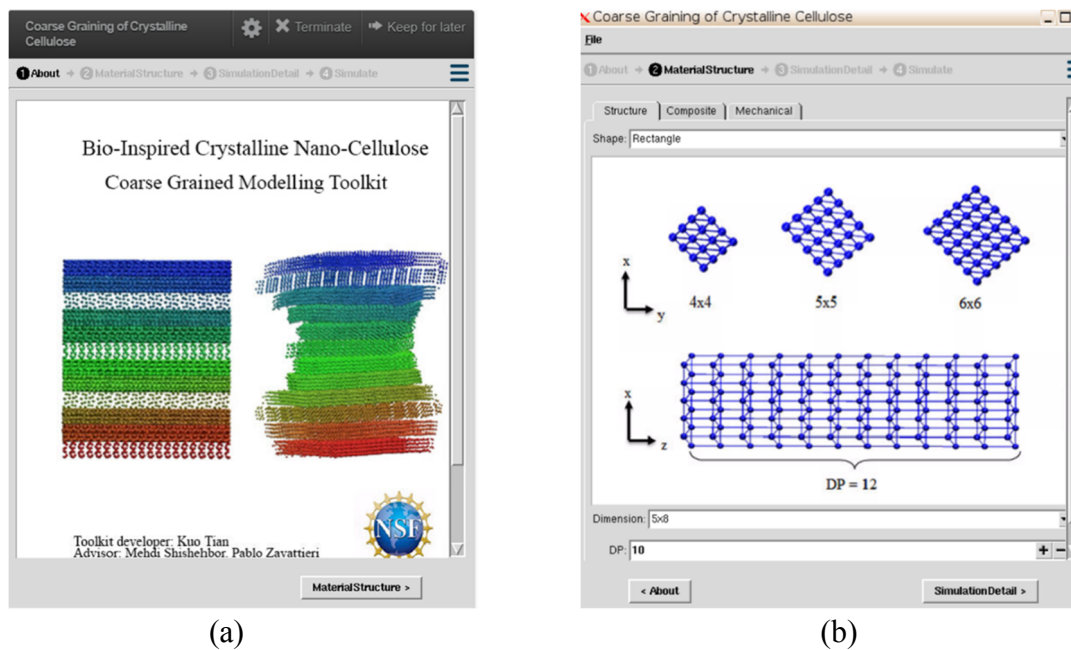 Coarse Graining of Crystalline
Cellulose
Terminate
Keep for later
1 About → 2 MaterialStructure → 3 SimulationDetail → 4 Simulate
Bio-Inspired Crystalline Nano-Cellulose
Coarse Grained Modelling Toolkit
NSF
Toolkit developer: Kuo Tian
Advisor: Mehdi Shishehbor, Pablo Zavattieri
MaterialStructure >
(a)
Coarse Graining of Crystalline Cellulose
File
1 About → 2 MaterialStructure → 3 SimulationDetail → 4 Simulate
Structure Composite Mechanical
Shape: Rectangle
x
y
4x4 5x5 6x6
x
z
DP = 12
Dimension: 5x8
DP: 10
< About
SimulationDetail >
(b)